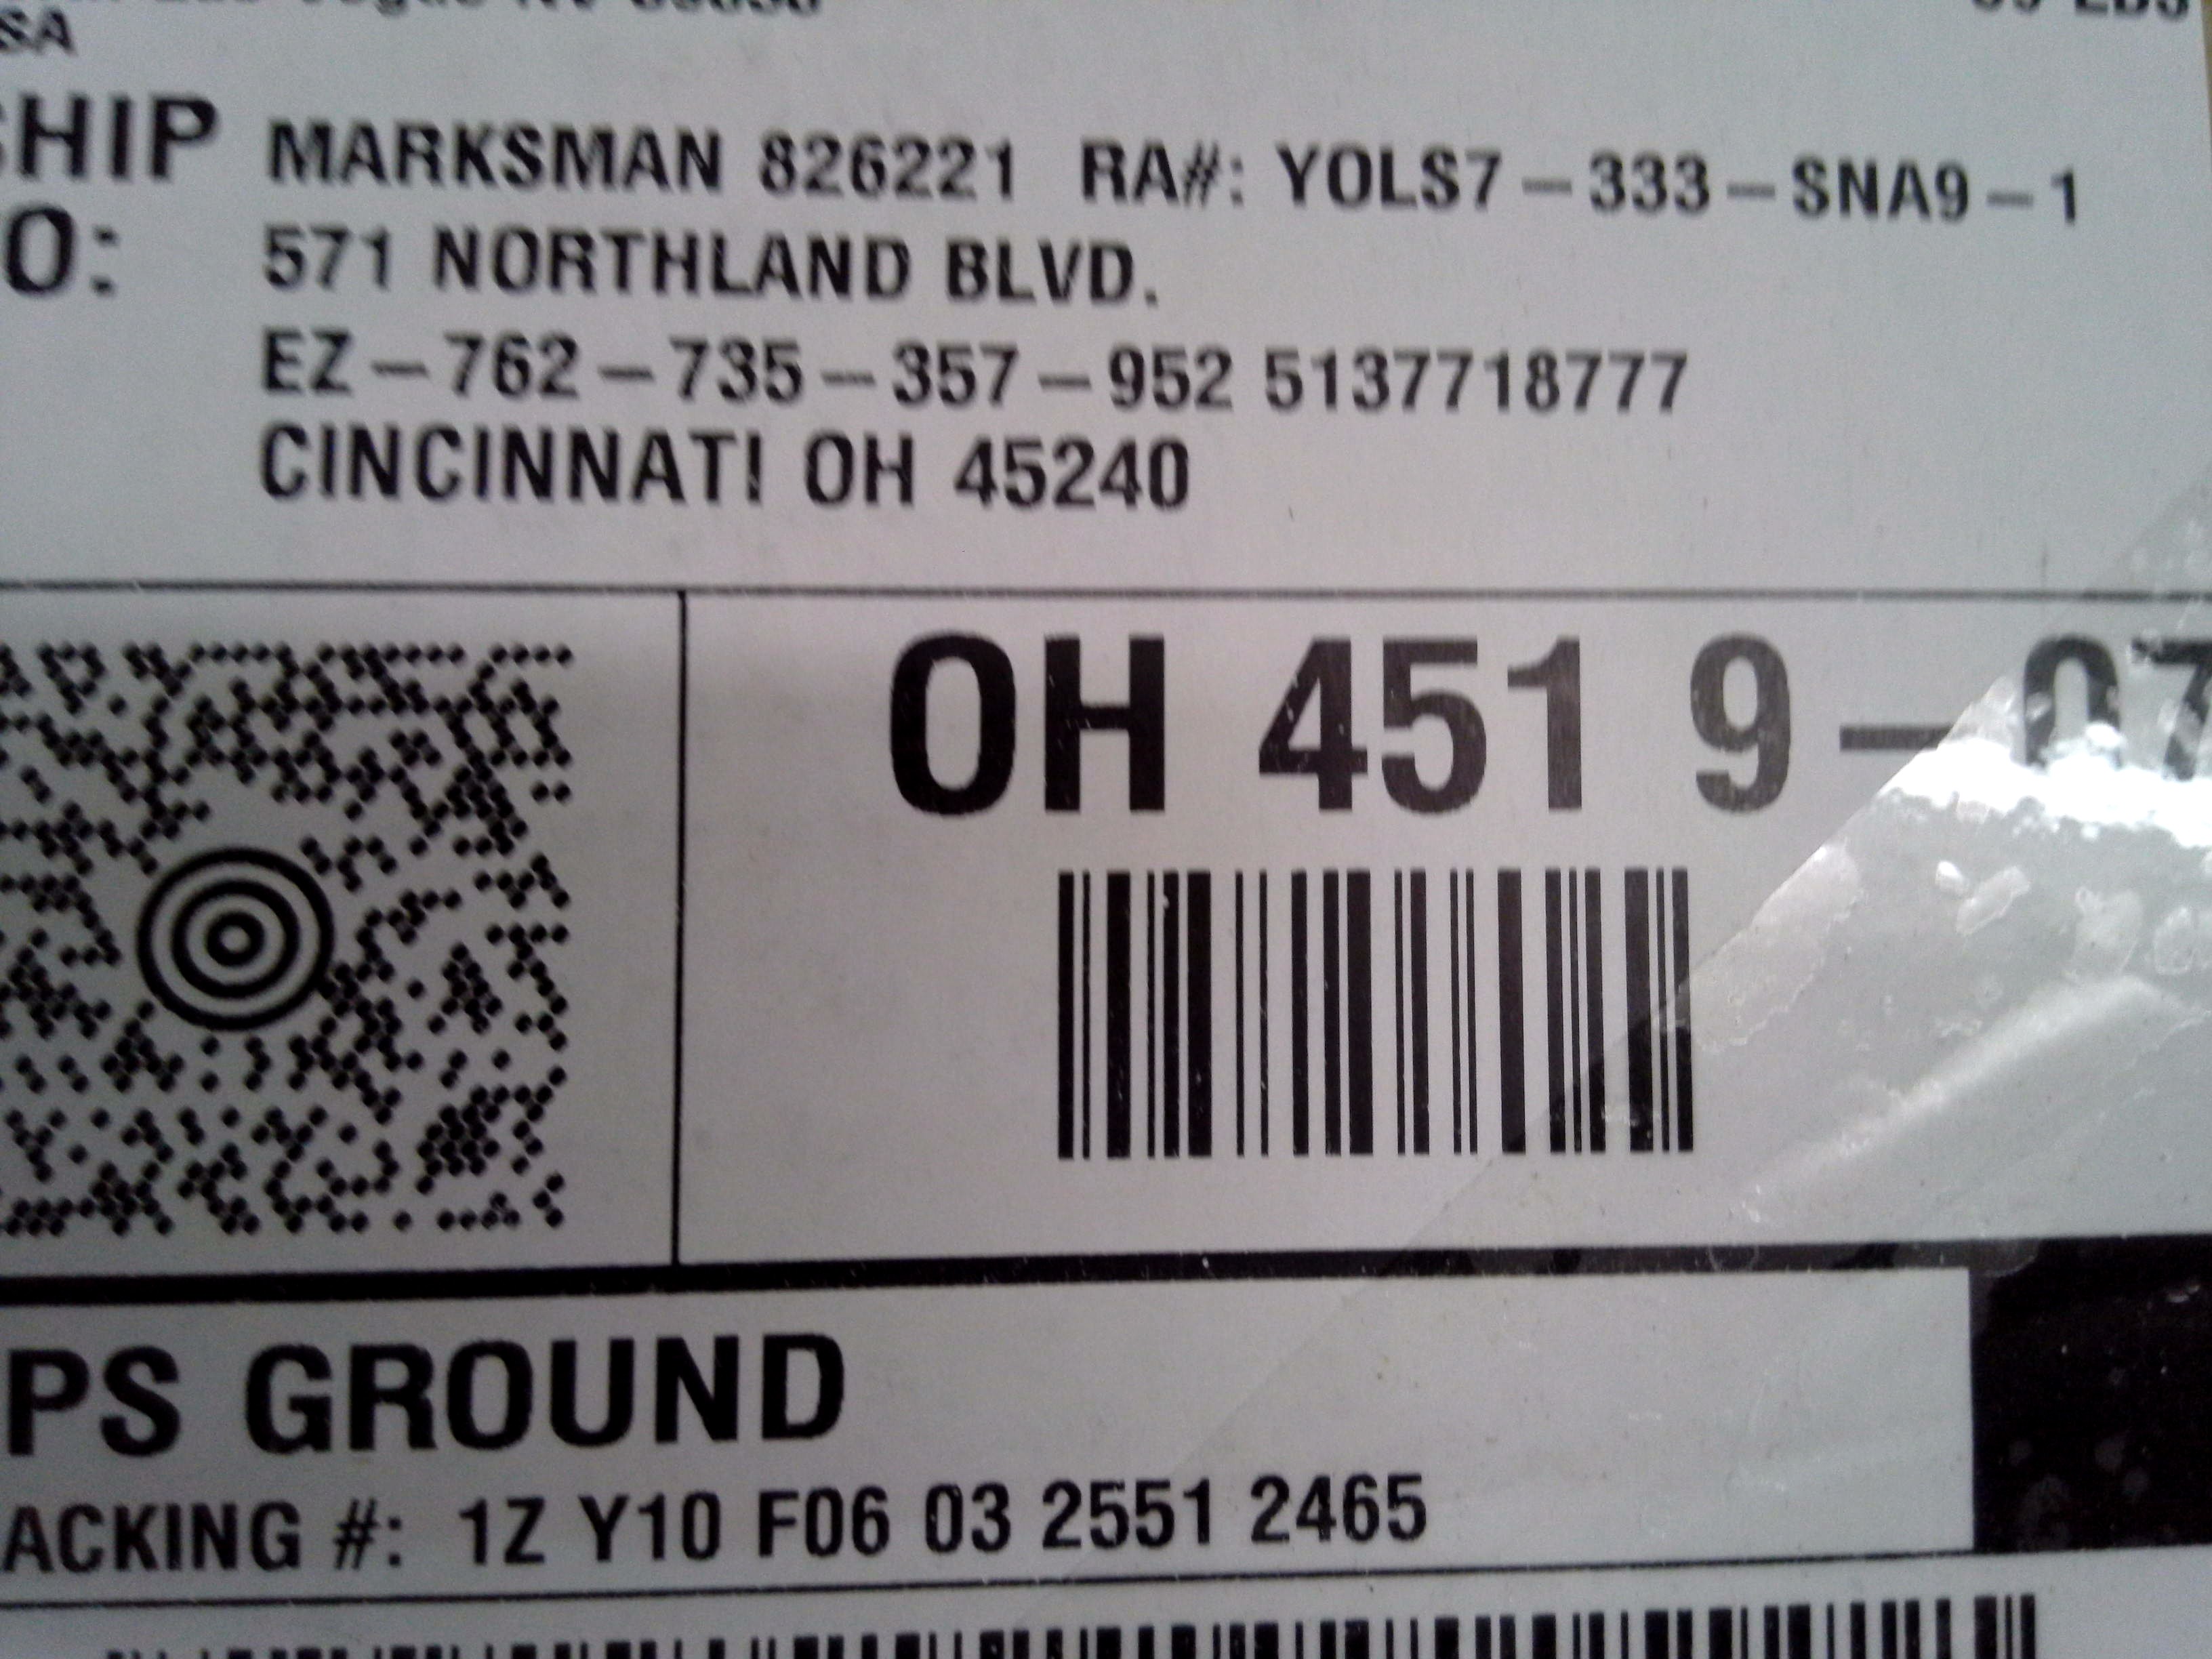 SA
SHIP MARKSMAN 826221 RA#: YOLS7-333-SNA9-1
O: 571 NORTHLAND BLVD.
EZ-762-735-357-952 5137718777
CINCINNATI OH 45240
OH 451 9-07
PS GROUND
ACKING #: 1Z Y10 F06 03 2551 2465